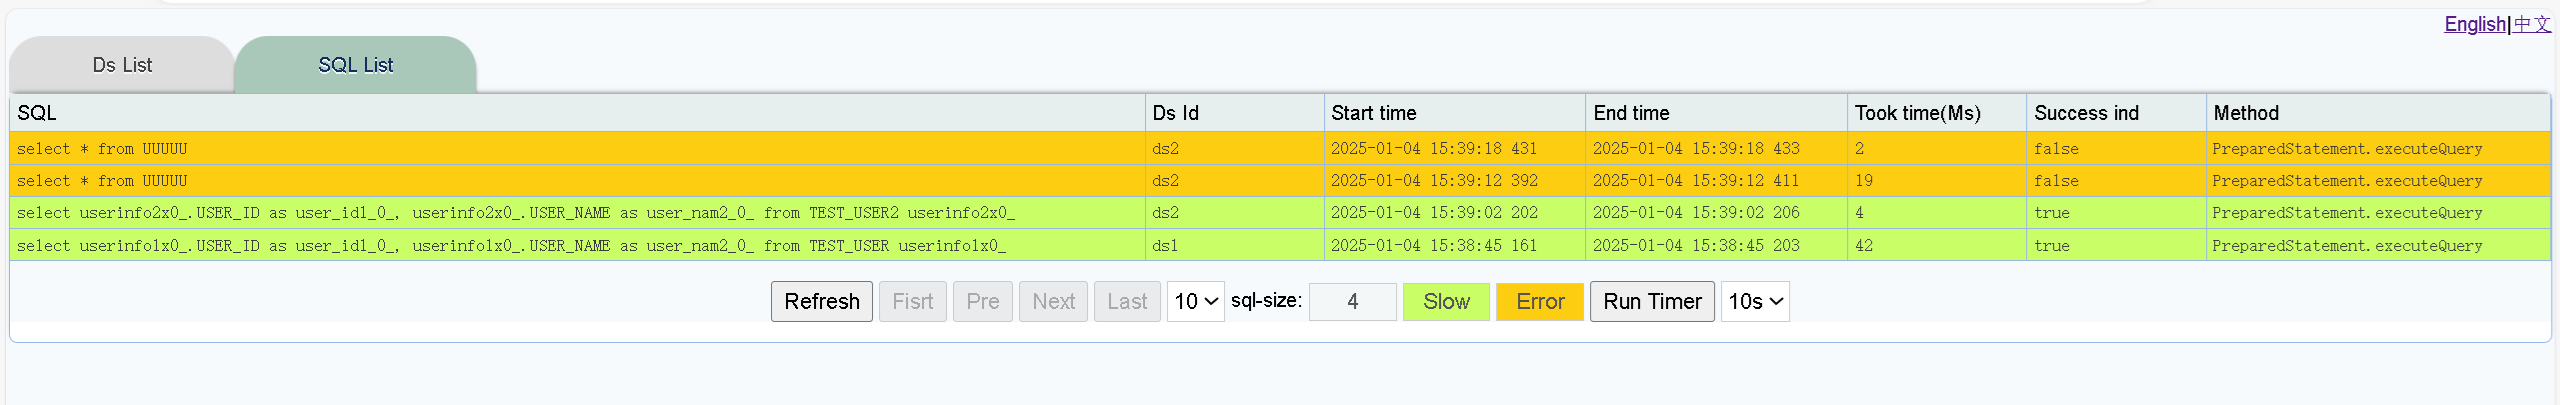 English|中文
Ds List SQL List
SQL Ds Id Start time End time Took time(Ms) Success ind Method
select * from UUUUU ds2 2025-01-04 15:39:18 431 2025-01-04 15:39:18 433 2 false PreparedStatement.executeQuery
select * from UUUUU ds2 2025-01-04 15:39:12 392 2025-01-04 15:39:12 411 19 false PreparedStatement.executeQuery
select userinfo2x0_.USER_ID as user_id1_0_, userinfo2x0_.USER_NAME as user_nam2_0_ from TEST_USER2 userinfo2x0_ ds2 2025-01-04 15:39:02 202 2025-01-04 15:39:02 206 4 true PreparedStatement.executeQuery
select userinfo1x0_.USER_ID as user_id1_0_, userinfo1x0_.USER_NAME as user_nam2_0_ from TEST_USER userinfo1x0_ ds1 2025-01-04 15:38:45 161 2025-01-04 15:38:45 203 42 true PreparedStatement.executeQuery
Refresh Fisrt Pre Next Last 10 sql-size: 4 Slow Error Run Timer 10s